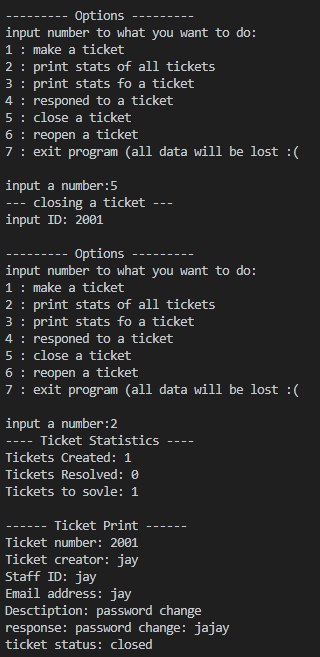 --------- Options ---------
input number to what you want to do:
1 : make a ticket
2 : print stats of all tickets
3 : print stats fo a ticket
4 : responed to a ticket
5 : close a ticket
6 : reopen a ticket
7 : exit program (all data will be lost :(
input a number:5
--- closing a ticket ---
input ID: 2001
--------- Options ---------
input number to what you want to do:
1 : make a ticket
2 : print stats of all tickets
3 : print stats fo a ticket
4 : responed to a ticket
5 : close a ticket
6 : reopen a ticket
7 : exit program (all data will be lost :(
input a number:2
---- Ticket Statistics ----
Tickets Created: 1
Tickets Resolved: 0
Tickets to sovle: 1
------ Ticket Print ------
Ticket number: 2001
Ticket creator: jay
Staff ID: jay
Email address: jay
Desctiption: password change
response: password change: jajay
ticket status: closed